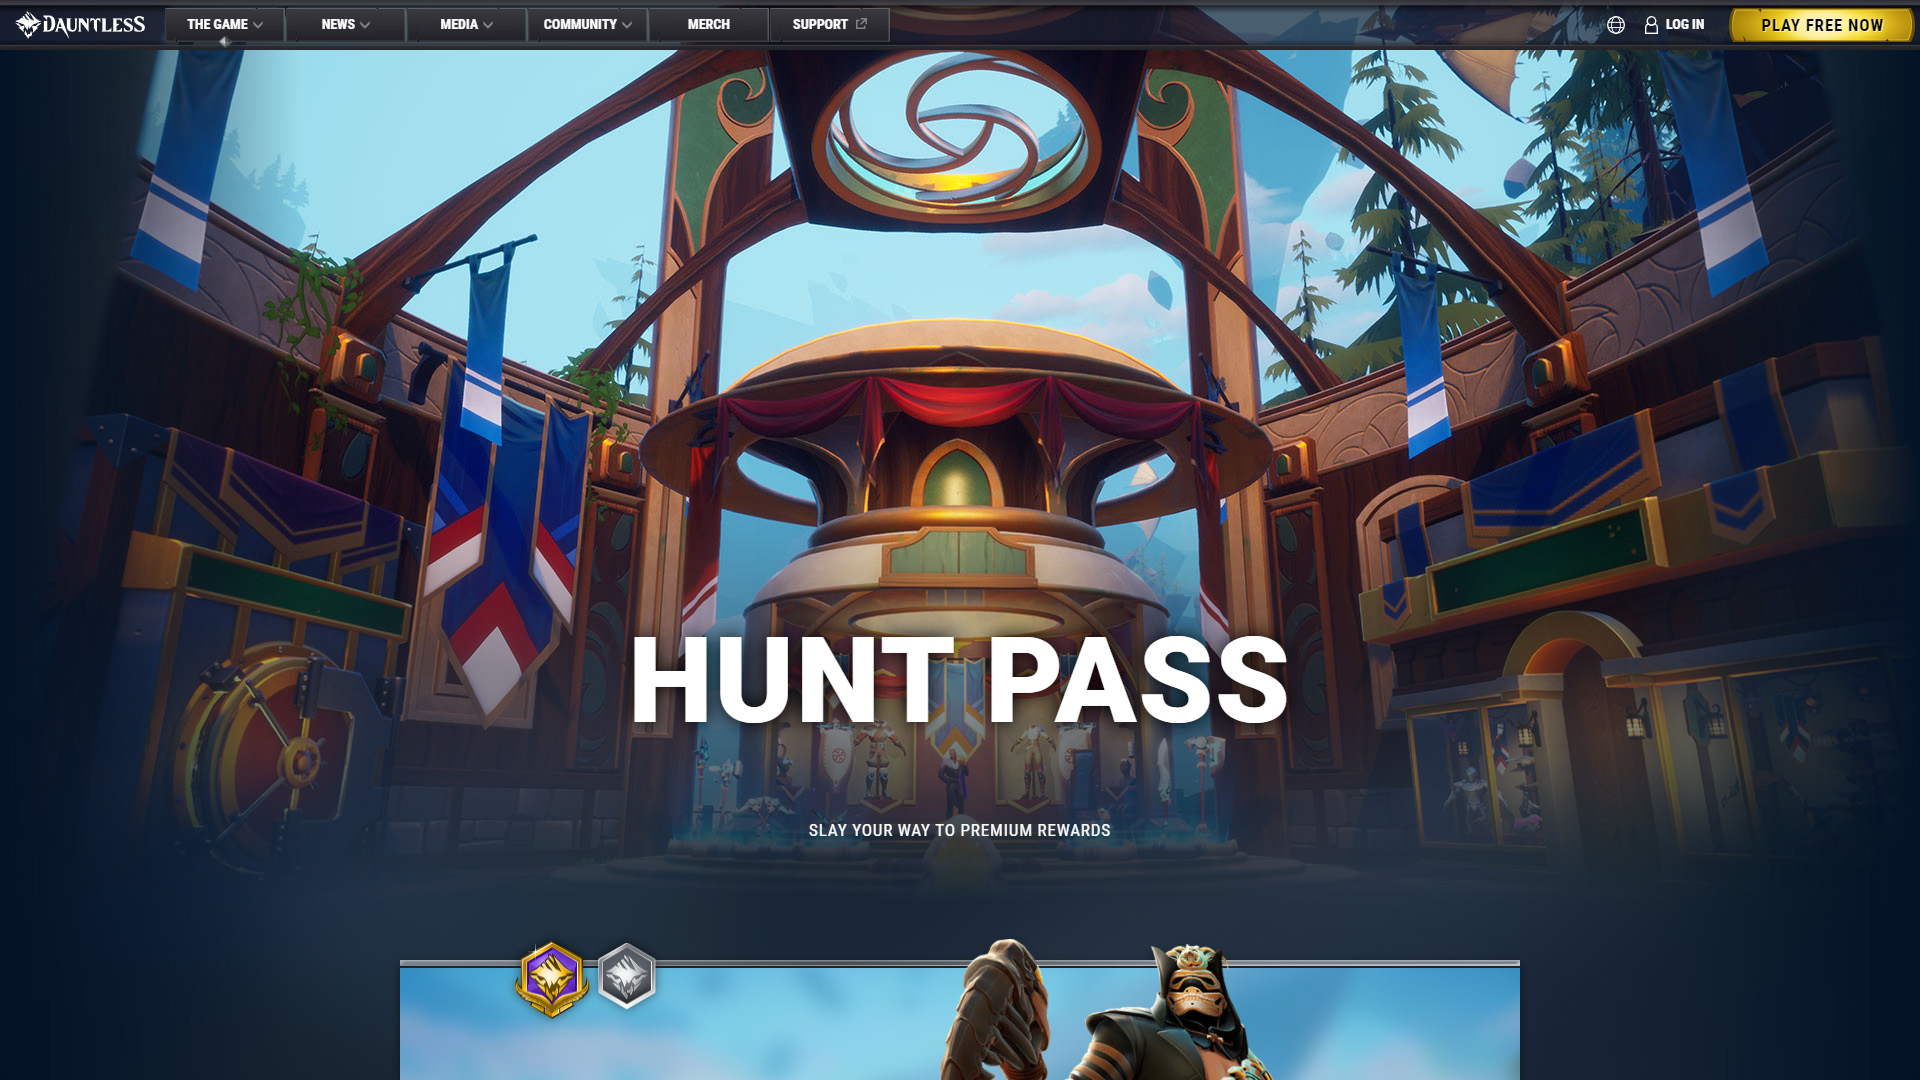 DAUNTLESS
THE GAME
NEWS
MEDIA
COMMUNITY
MERCH
SUPPORT
LOG IN
PLAY FREE NOW
HUNT PASS
SLAY YOUR WAY TO PREMIUM REWARDS